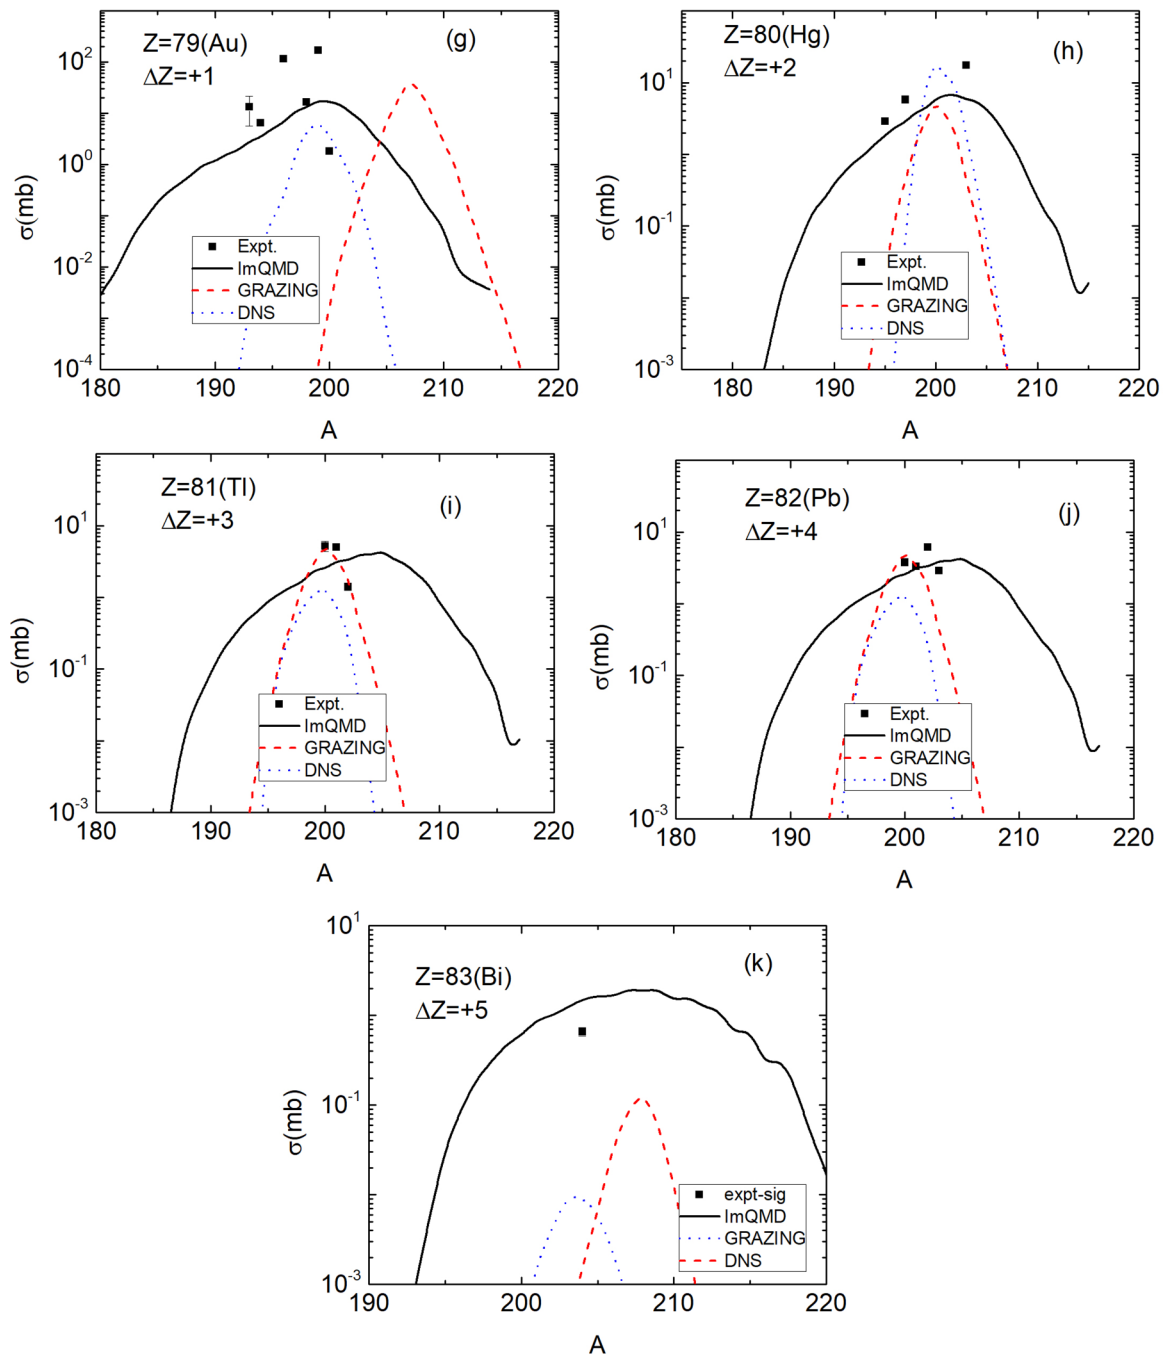 Z=79(Au)
ΔZ=+1
(g)
σ(mb)
10²
10⁰
10⁻²
10⁻⁴
Expt.
ImQMD
GRAZING
DNS
180 190 200 210 220
A
Z=80(Hg)
ΔZ=+2
(h)
σ(mb)
10¹
10⁻¹
10⁻³
Expt.
ImQMD
GRAZING
DNS
180 190 200 210 220
A
Z=81(Tl)
ΔZ=+3
(i)
σ(mb)
10¹
10⁻¹
10⁻³
Expt.
ImQMD
GRAZING
DNS
180 190 200 210 220
A
Z=82(Pb)
ΔZ=+4
(j)
σ(mb)
10¹
10⁻¹
10⁻³
Expt.
ImQMD
GRAZING
DNS
180 190 200 210 220
A
Z=83(Bi)
ΔZ=+5
(k)
σ(mb)
10¹
10⁻¹
10⁻³
expt-sig
ImQMD
GRAZING
DNS
190 200 210 220
A